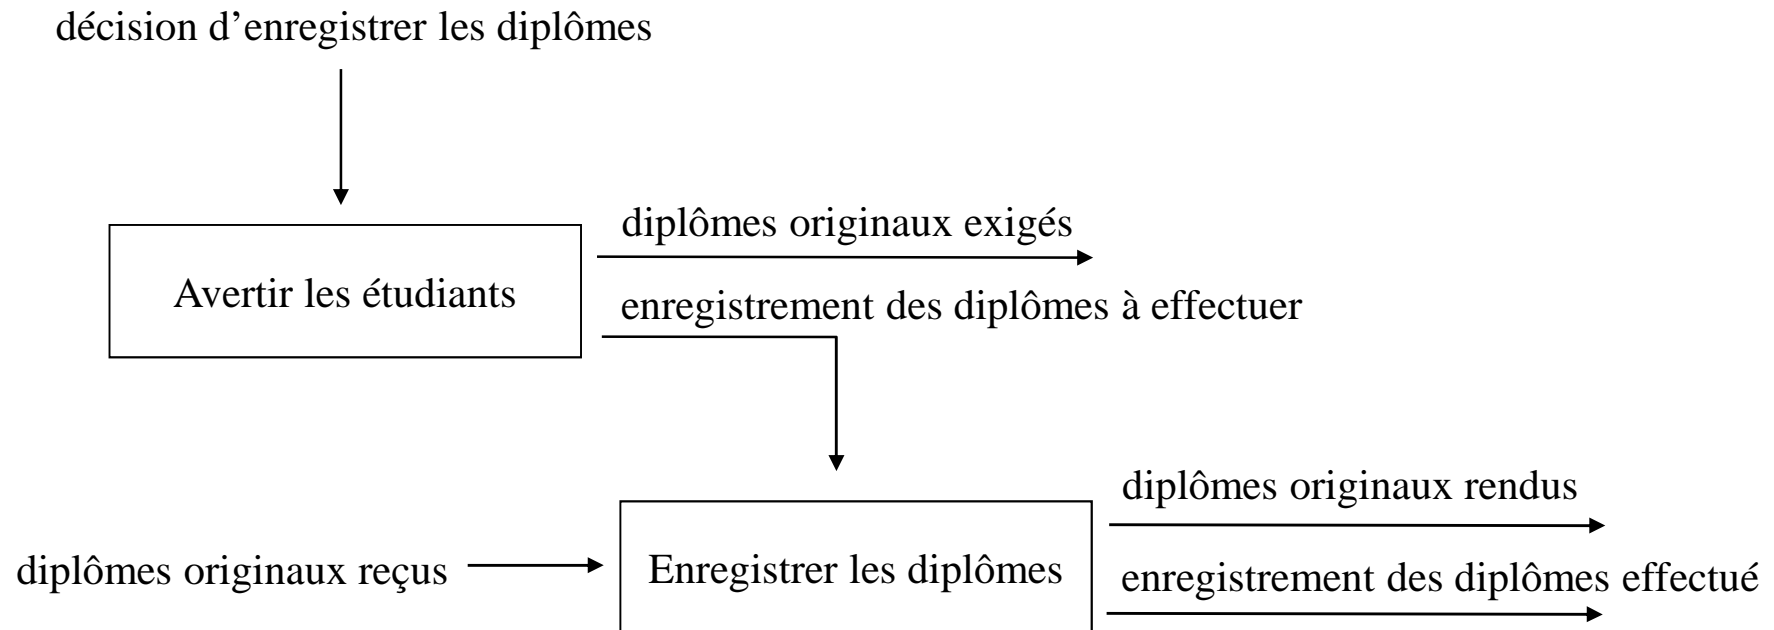 décision d’enregistrer les diplômes
diplômes originaux exigés
Avertir les étudiants
enregistrement des diplômes à effectuer
diplômes originaux rendus
diplômes originaux reçus
Enregistrer les diplômes
enregistrement des diplômes effectué